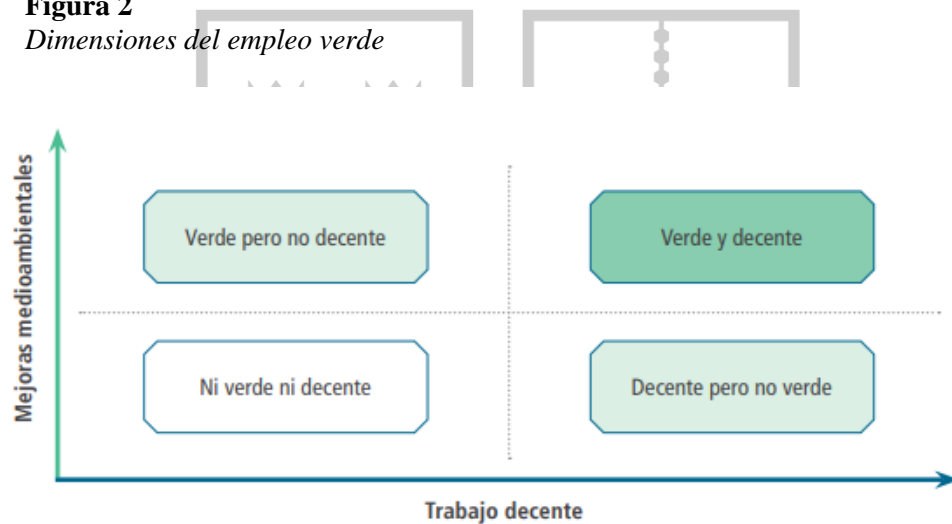 Figura 2
Dimensiones del empleo verde
Mejoras medioambientales
Verde pero no decente
Verde y decente
Ni verde ni decente
Decente pero no verde
Trabajo decente